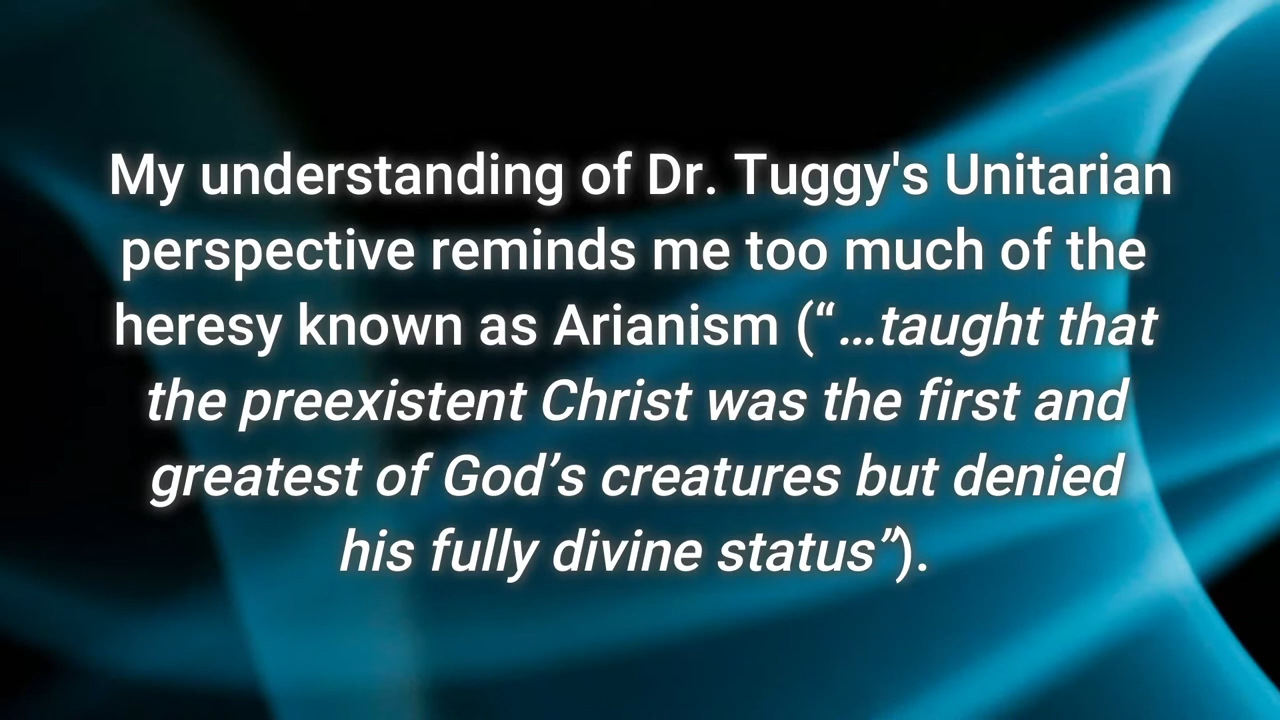 My understanding of Dr. Tuggy's Unitarian
perspective reminds me too much of the
heresy known as Arianism (“…taught that
the preexistent Christ was the first and
greatest of God’s creatures but denied
his fully divine status”).